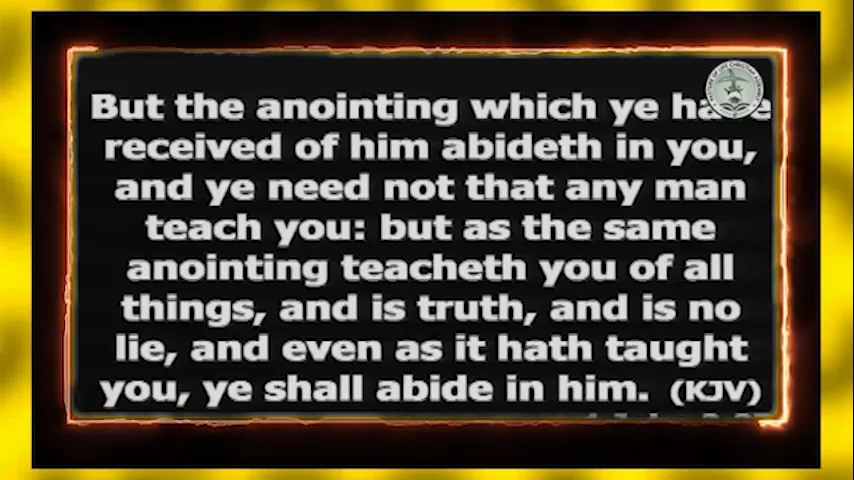 But the anointing which ye have
received of him abideth in you,
and ye need not that any man
teach you: but as the same
anointing teacheth you of all
things, and is truth, and is no
lie, and even as it hath taught
you, ye shall abide in him. (KJV)